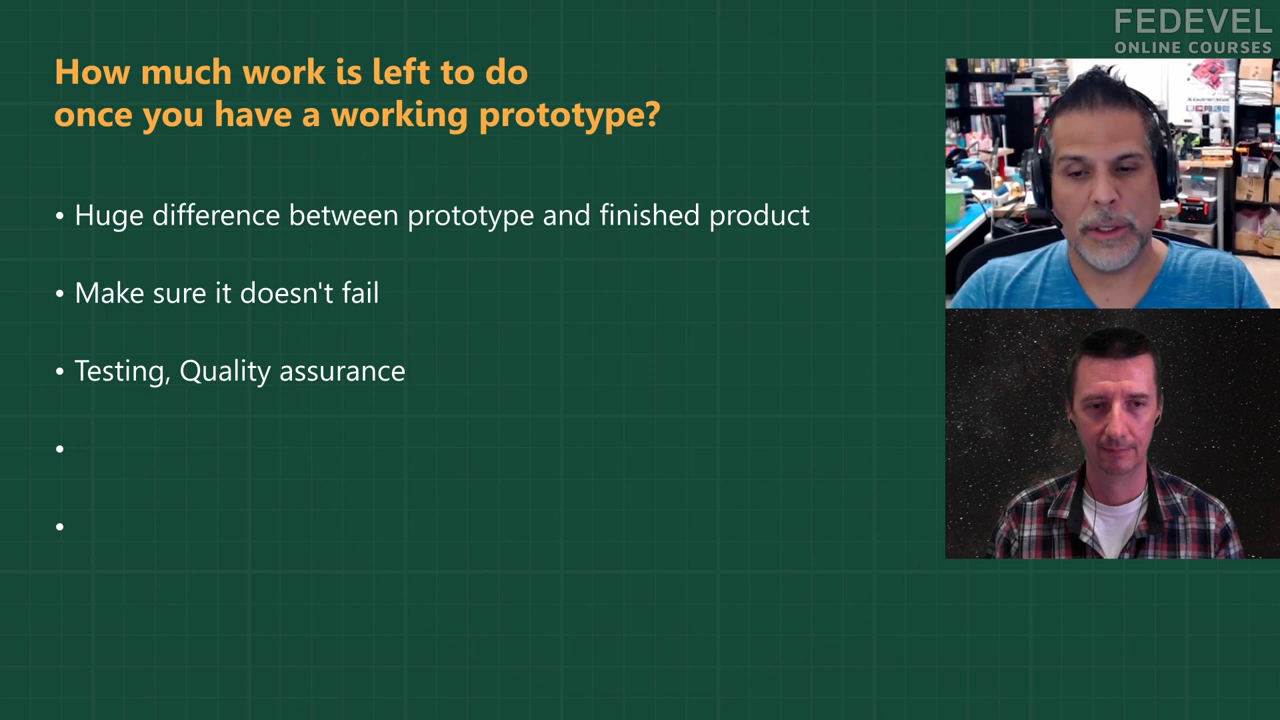 FEDEVEL
ONLINE COURSES
How much work is left to do
once you have a working prototype?
• Huge difference between prototype and finished product
• Make sure it doesn't fail
• Testing, Quality assurance
•
•